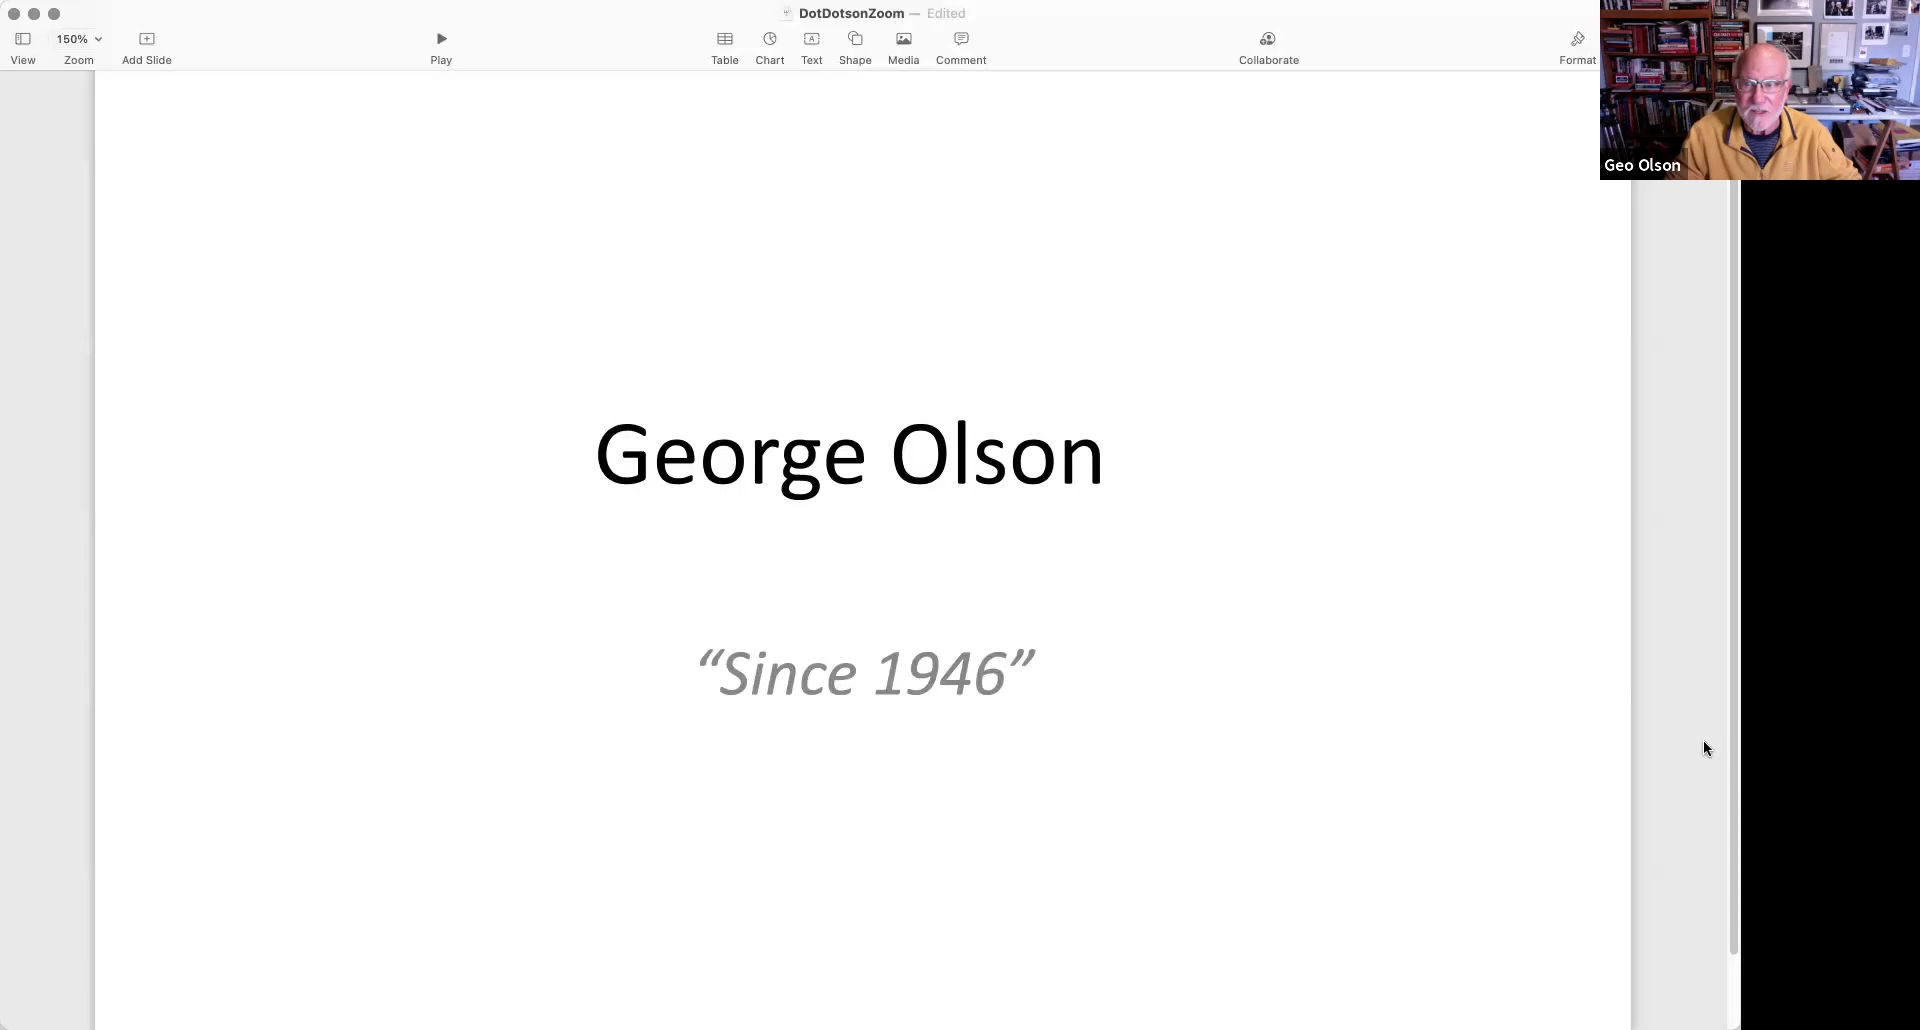 DotDotsonZoom — Edited
150%
View Zoom Add Slide Play Table Chart Text Shape Media Comment Collaborate Format
Geo Olson
George Olson
“Since 1946”